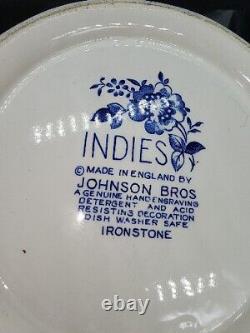 INDIES
© MADE IN ENGLAND BY
JOHNSON BROS
A GENUINE HAND ENGRAVING
DETERGENT AND ACID
RESISTING DECORATION
DISH WASHER SAFE
IRONSTONE